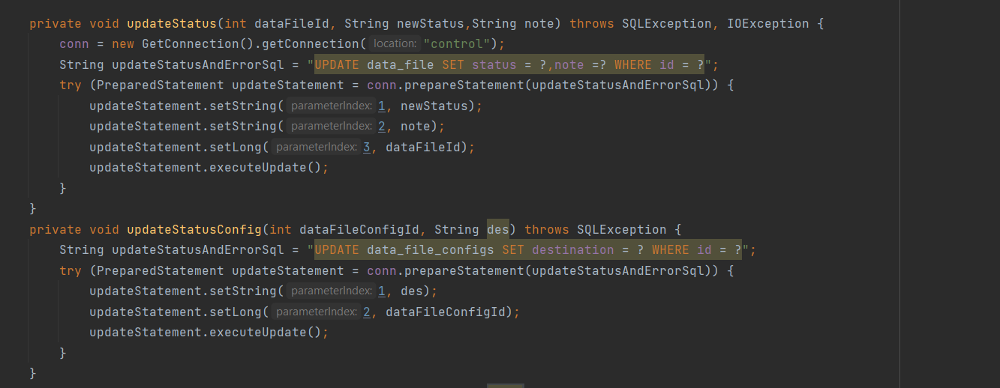 private void updateStatus(int dataFileId, String newStatus,String note) throws SQLException, IOException {
conn = new GetConnection().getConnection( location: "control");
String updateStatusAndErrorSql = "UPDATE data_file SET status = ?,note =? WHERE id = ?";
try (PreparedStatement updateStatement = conn.prepareStatement(updateStatusAndErrorSql)) {
updateStatement.setString( parameterIndex: 1, newStatus);
updateStatement.setString( parameterIndex: 2, note);
updateStatement.setLong( parameterIndex: 3, dataFileId);
updateStatement.executeUpdate();
}
}
private void updateStatusConfig(int dataFileConfigId, String des) throws SQLException {
String updateStatusAndErrorSql = "UPDATE data_file_configs SET destination = ? WHERE id = ?";
try (PreparedStatement updateStatement = conn.prepareStatement(updateStatusAndErrorSql)) {
updateStatement.setString( parameterIndex: 1, des);
updateStatement.setLong( parameterIndex: 2, dataFileConfigId);
updateStatement.executeUpdate();
}
}